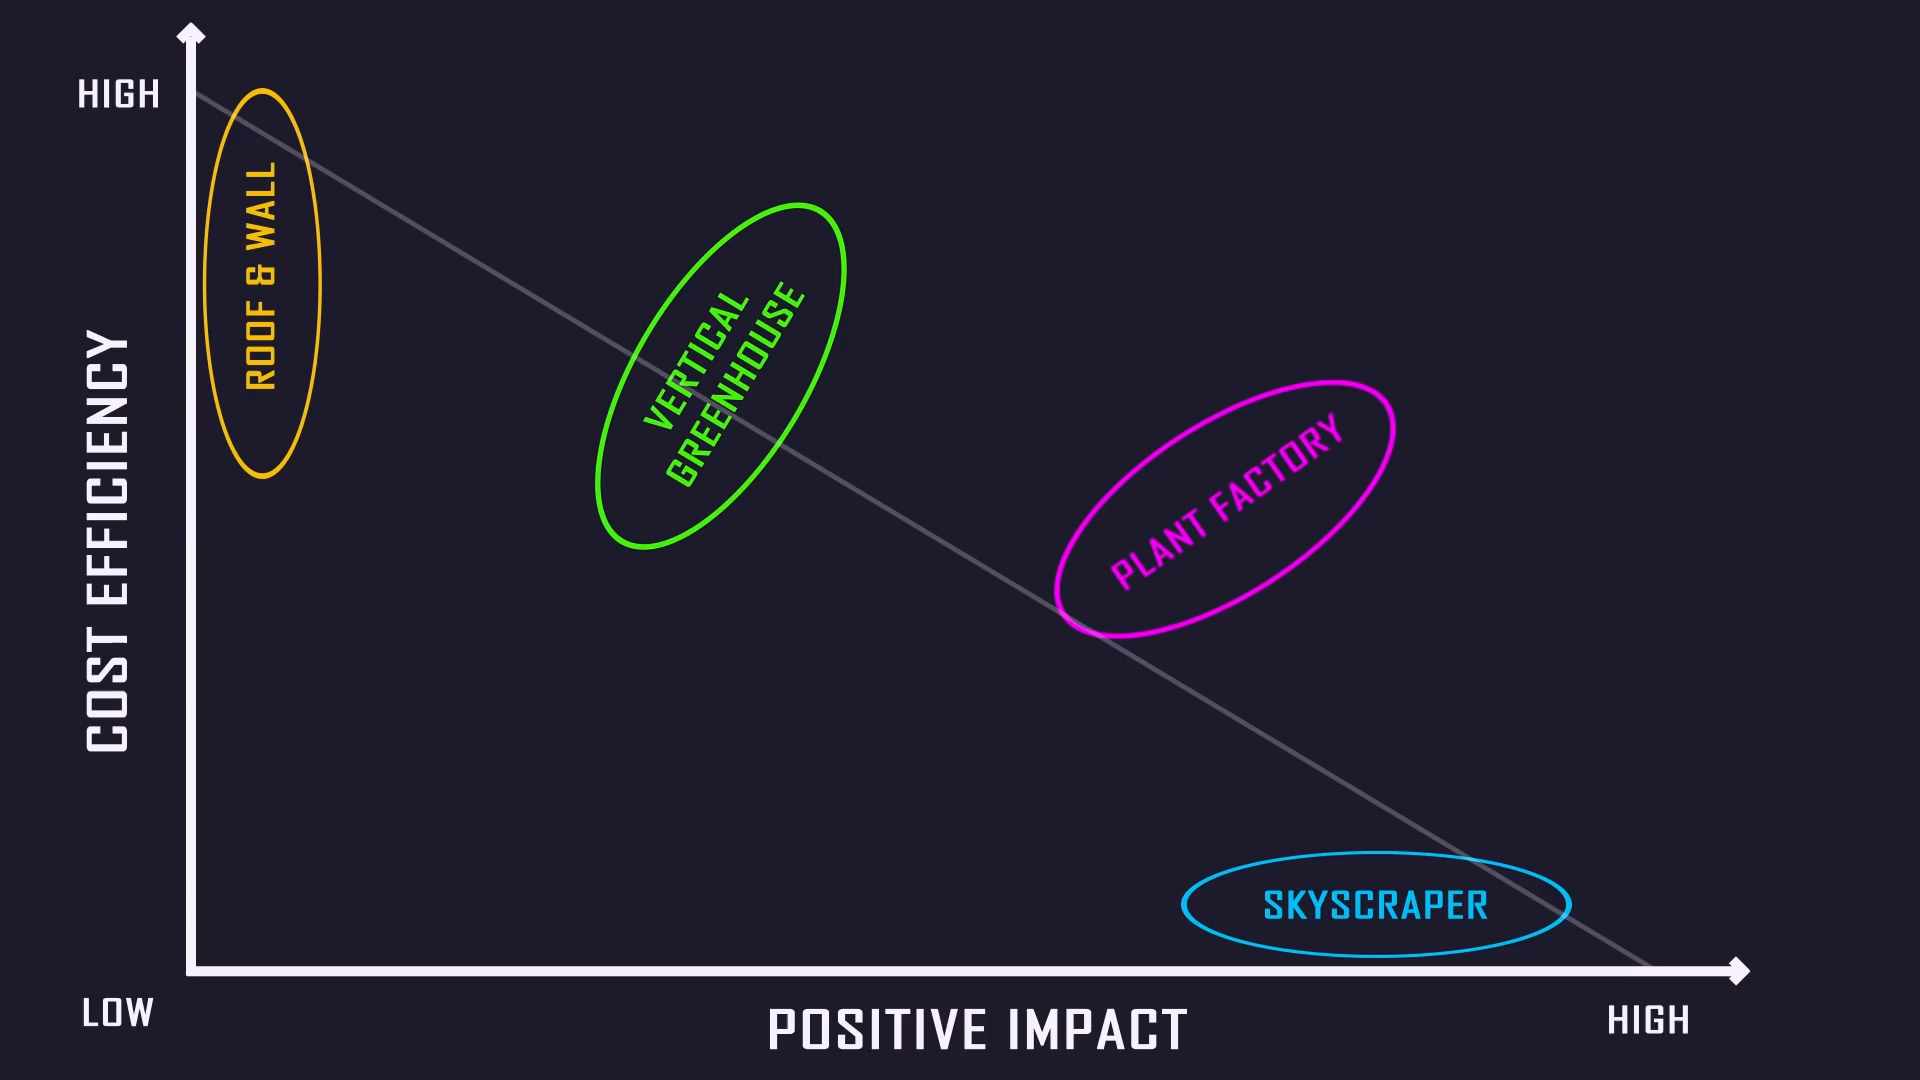 HIGH
ROOF & WALL
VERTICAL
GREENHOUSE
PLANT FACTORY
COST EFFICIENCY
SKYSCRAPER
LOW
POSITIVE IMPACT
HIGH